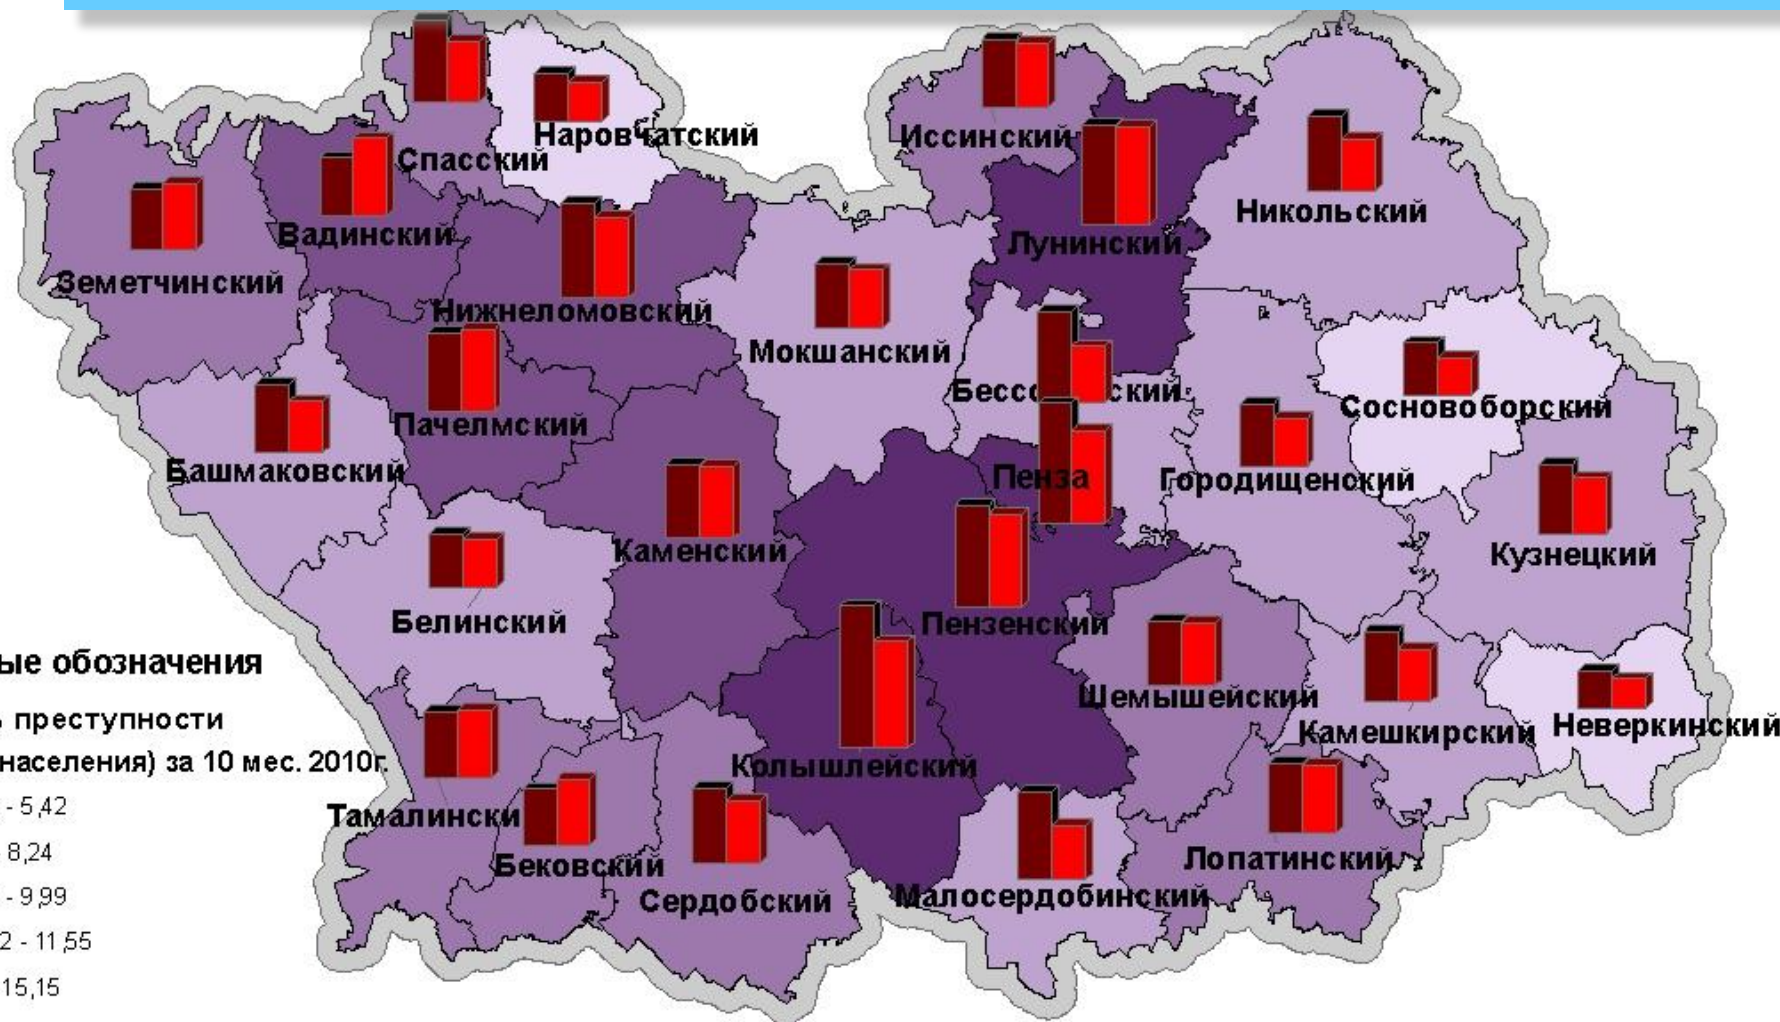 Наровчатский
Спасский
Иссинский
Никольский
Вадинский
Лунинский
Земетчинский
Нижнеломовский
Мокшанский
Сосновоборский
Пачелмский
Башмаковский
Пенза
Городищенский
Каменский
Кузнецкий
Белинский
Пензенский
обозначения
Шемышейский
преступности
Камешкирский
Неверкинский
населения) за 10 мес. 2010г.
Колышлейский
- 5,42
Тамалински
8,24
Бековский
Лопатинский
- 9,99
Сердобский
Малосердобинский
- 11,55
15,15